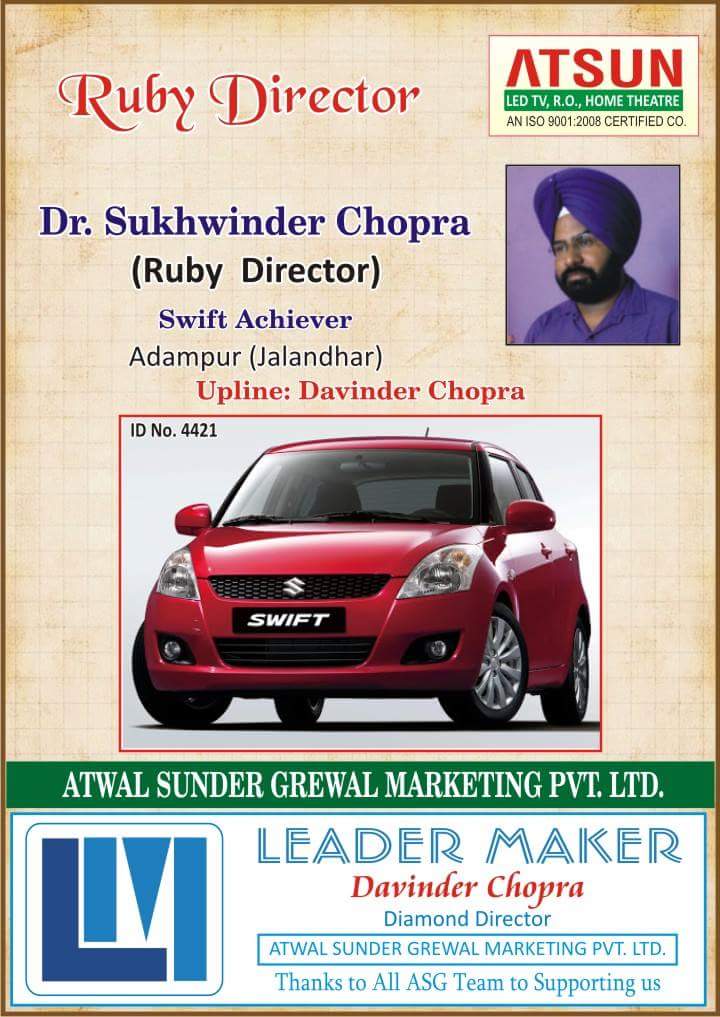 Ruby Director
ATSUN
LED TV, R.O., HOME THEATRE
AN ISO 9001:2008 CERTIFIED CO.
Dr. Sukhwinder Chopra
(Ruby Director)
Swift Achiever
Adampur (Jalandhar)
Upline: Davinder Chopra
ID No. 4421
SWIFT
ATWAL SUNDER GREWAL MARKETING PVT. LTD.
LM
LEADER MAKER
Davinder Chopra
Diamond Director
ATWAL SUNDER GREWAL MARKETING PVT. LTD.
Thanks to All ASG Team to Supporting us